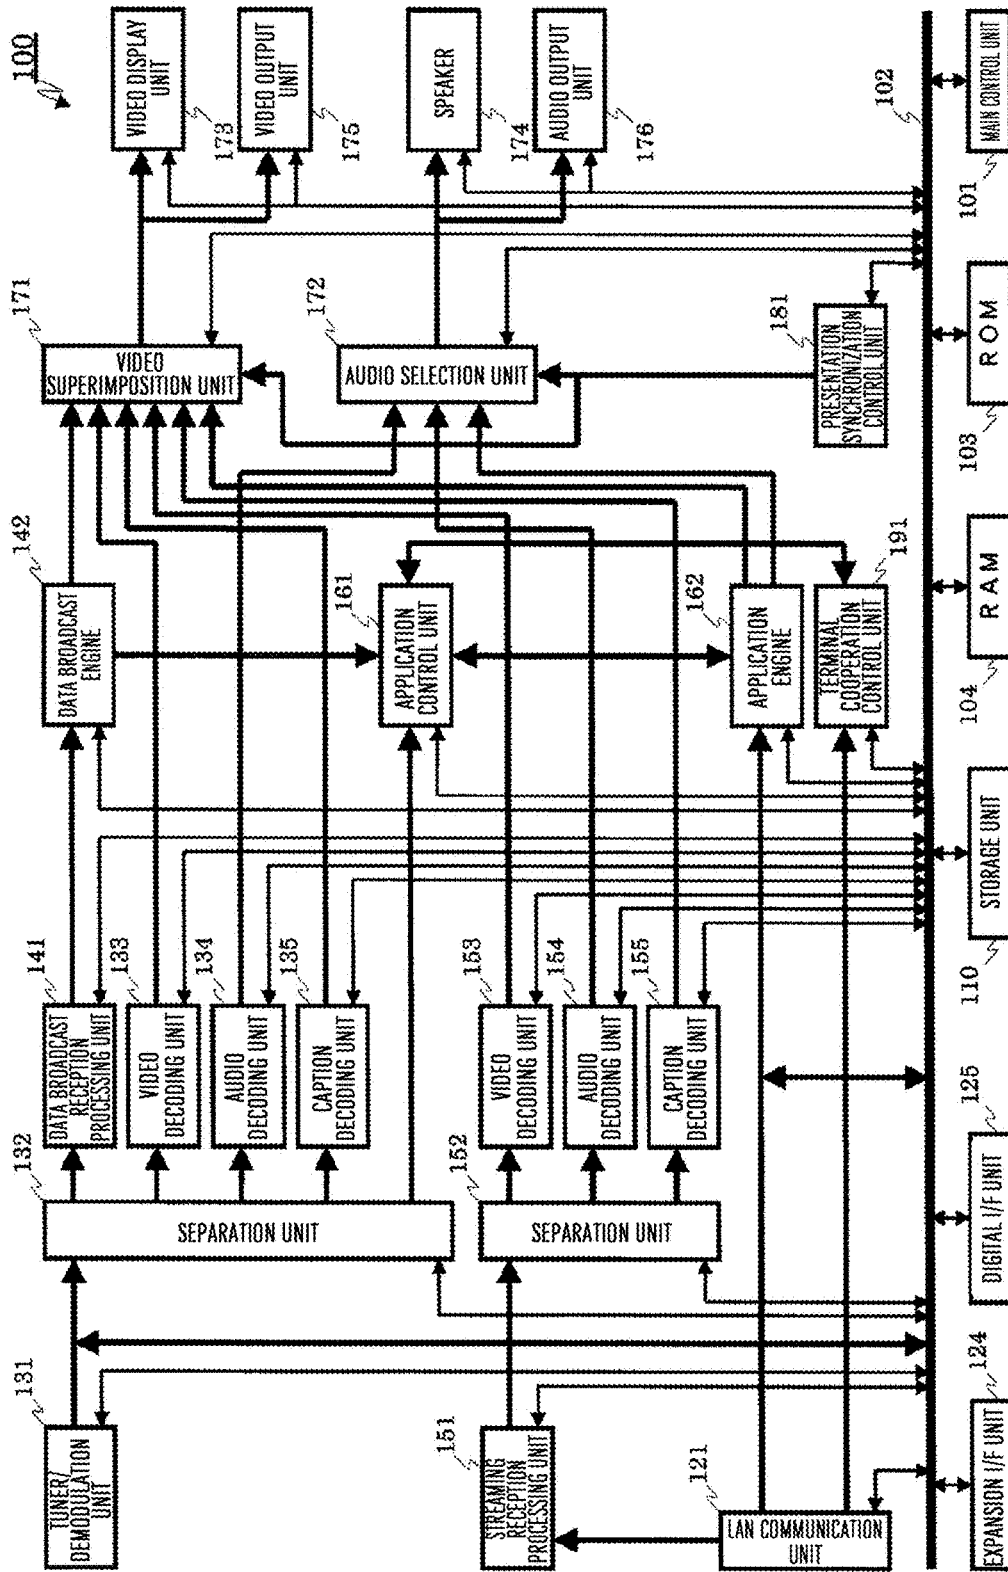 100
131
TUNER/
DEMODULATION
UNIT
132
SEPARATION UNIT
141
DATA BROADCAST
RECEPTION
PROCESSING UNIT
133
VIDEO
DECODING UNIT
134
AUDIO
DECODING UNIT
135
CAPTION
DECODING UNIT
142
DATA BROADCAST
ENGINE
171
VIDEO
SUPERIMPOSITION UNIT
VIDEO DISPLAY
UNIT
173
VIDEO OUTPUT
UNIT
175
151
STREAMING
RECEPTION
PROCESSING UNIT
152
SEPARATION UNIT
153
VIDEO
DECODING UNIT
154
AUDIO
DECODING UNIT
155
CAPTION
DECODING UNIT
161
APPLICATION
CONTROL UNIT
172
AUDIO SELECTION UNIT
SPEAKER
174
AUDIO OUTPUT
UNIT
176
121
LAN COMMUNICATION
UNIT
162
APPLICATION
ENGINE
191
TERMINAL
COOPERATION
CONTROL UNIT
181
PRESENTATION
SYNCHRONIZATION
CONTROL UNIT
102
124
EXPANSION I/F UNIT
125
DIGITAL I/F UNIT
110
STORAGE UNIT
104
RAM
103
ROM
101
MAIN CONTROL UNIT